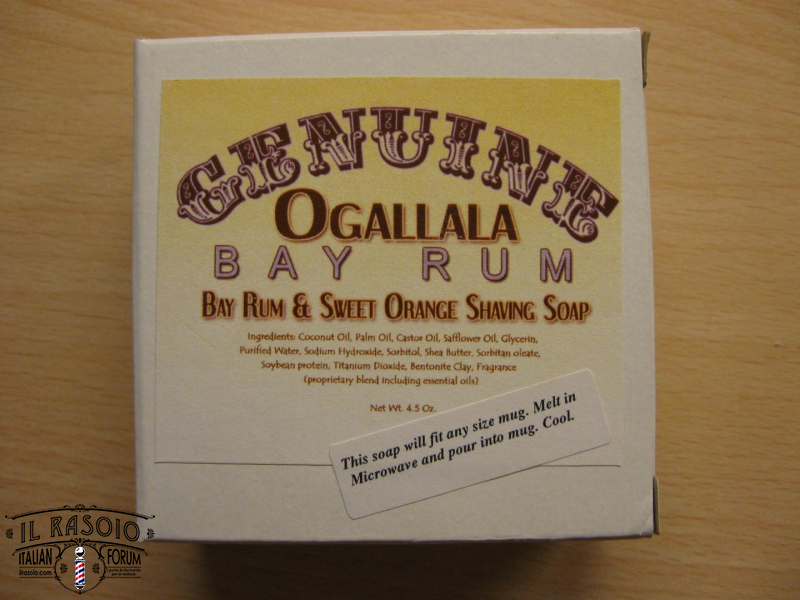 GENUINE
OGALLALA
BAY RUM
BAY RUM & SWEET ORANGE SHAVING SOAP
Ingredients: Coconut Oil, Palm Oil, Castor Oil, Safflower Oil, Glycerin,
Purified Water, Sodium Hydroxide, Sorbitol, Shea Butter, Sorbitan oleate,
Soybean protein, Titanium Dioxide, Bentonite Clay, Fragrance
(proprietary blend including essential oils)
Net Wt. 4.5 Oz.
This soap will fit any size mug. Melt in
Microwave and pour into mug. Cool.
IL RASOIO
ITALIAN FORUM
ilrasoio.com